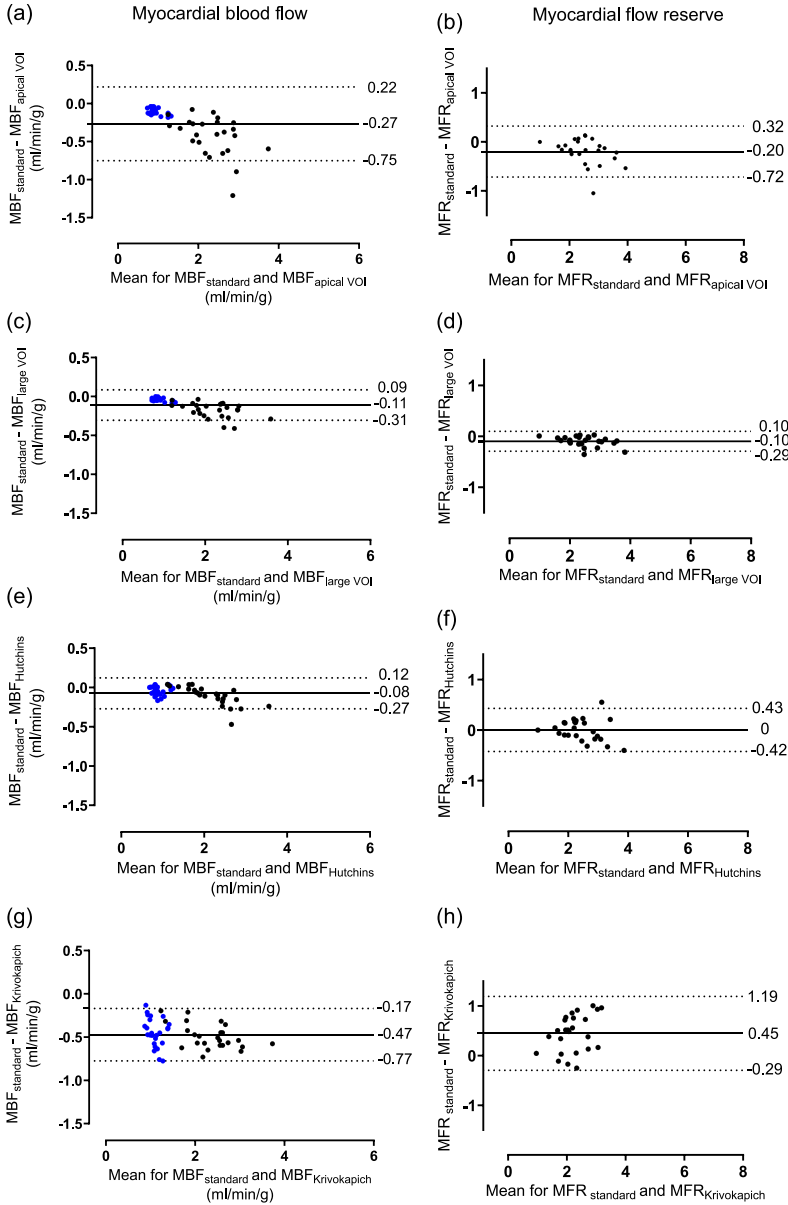 Myocardial blood flow
Myocardial flow reserve
(a)
MBFstandard - MBFapical VOI
(ml/min/g)
0.5
0.0
-0.5
-1.0
-1.5
0.22
-0.27
-0.75
0
2
4
6
Mean for MBFstandard and MBFapical VOI
(ml/min/g)
(b)
MFRstandard - MFRapical VOI
1
0
-1
0.32
-0.20
-0.72
0
2
4
6
8
Mean for MFRstandard and MFRapical VOI
(c)
MBFstandard - MBFlarge VOI
(ml/min/g)
0.5
0.0
-0.5
-1.0
-1.5
0.09
-0.11
-0.31
0
2
4
6
Mean for MBFstandard and MBFlarge VOI
(ml/min/g)
(d)
MFRstandard - MFRlarge VOI
1
0
-1
0.10
-0.10
-0.29
0
2
4
6
8
Mean for MFRstandard and MFRlarge VOI
(e)
MBFstandard - MBFHutchins
(ml/min/g)
0.5
0.0
-0.5
-1.0
-1.5
0.12
-0.08
-0.27
0
2
4
6
Mean for MBFstandard and MBFHutchins
(ml/min/g)
(f)
MFRstandard - MFRHutchins
1
0
-1
0.43
0
-0.42
0
2
4
6
8
Mean for MFRstandard and MFRHutchins
(g)
MBFstandard - MBFKrivokapich
(ml/min/g)
0.5
0.0
-0.5
-1.0
-1.5
-0.17
-0.47
-0.77
0
2
4
6
Mean for MBFstandard and MBFKrivokapich
(ml/min/g)
(h)
MFR standard - MFRKrivokapich
1
0
-1
1.19
0.45
-0.29
0
2
4
6
8
Mean for MFR standard and MFRKrivokapich